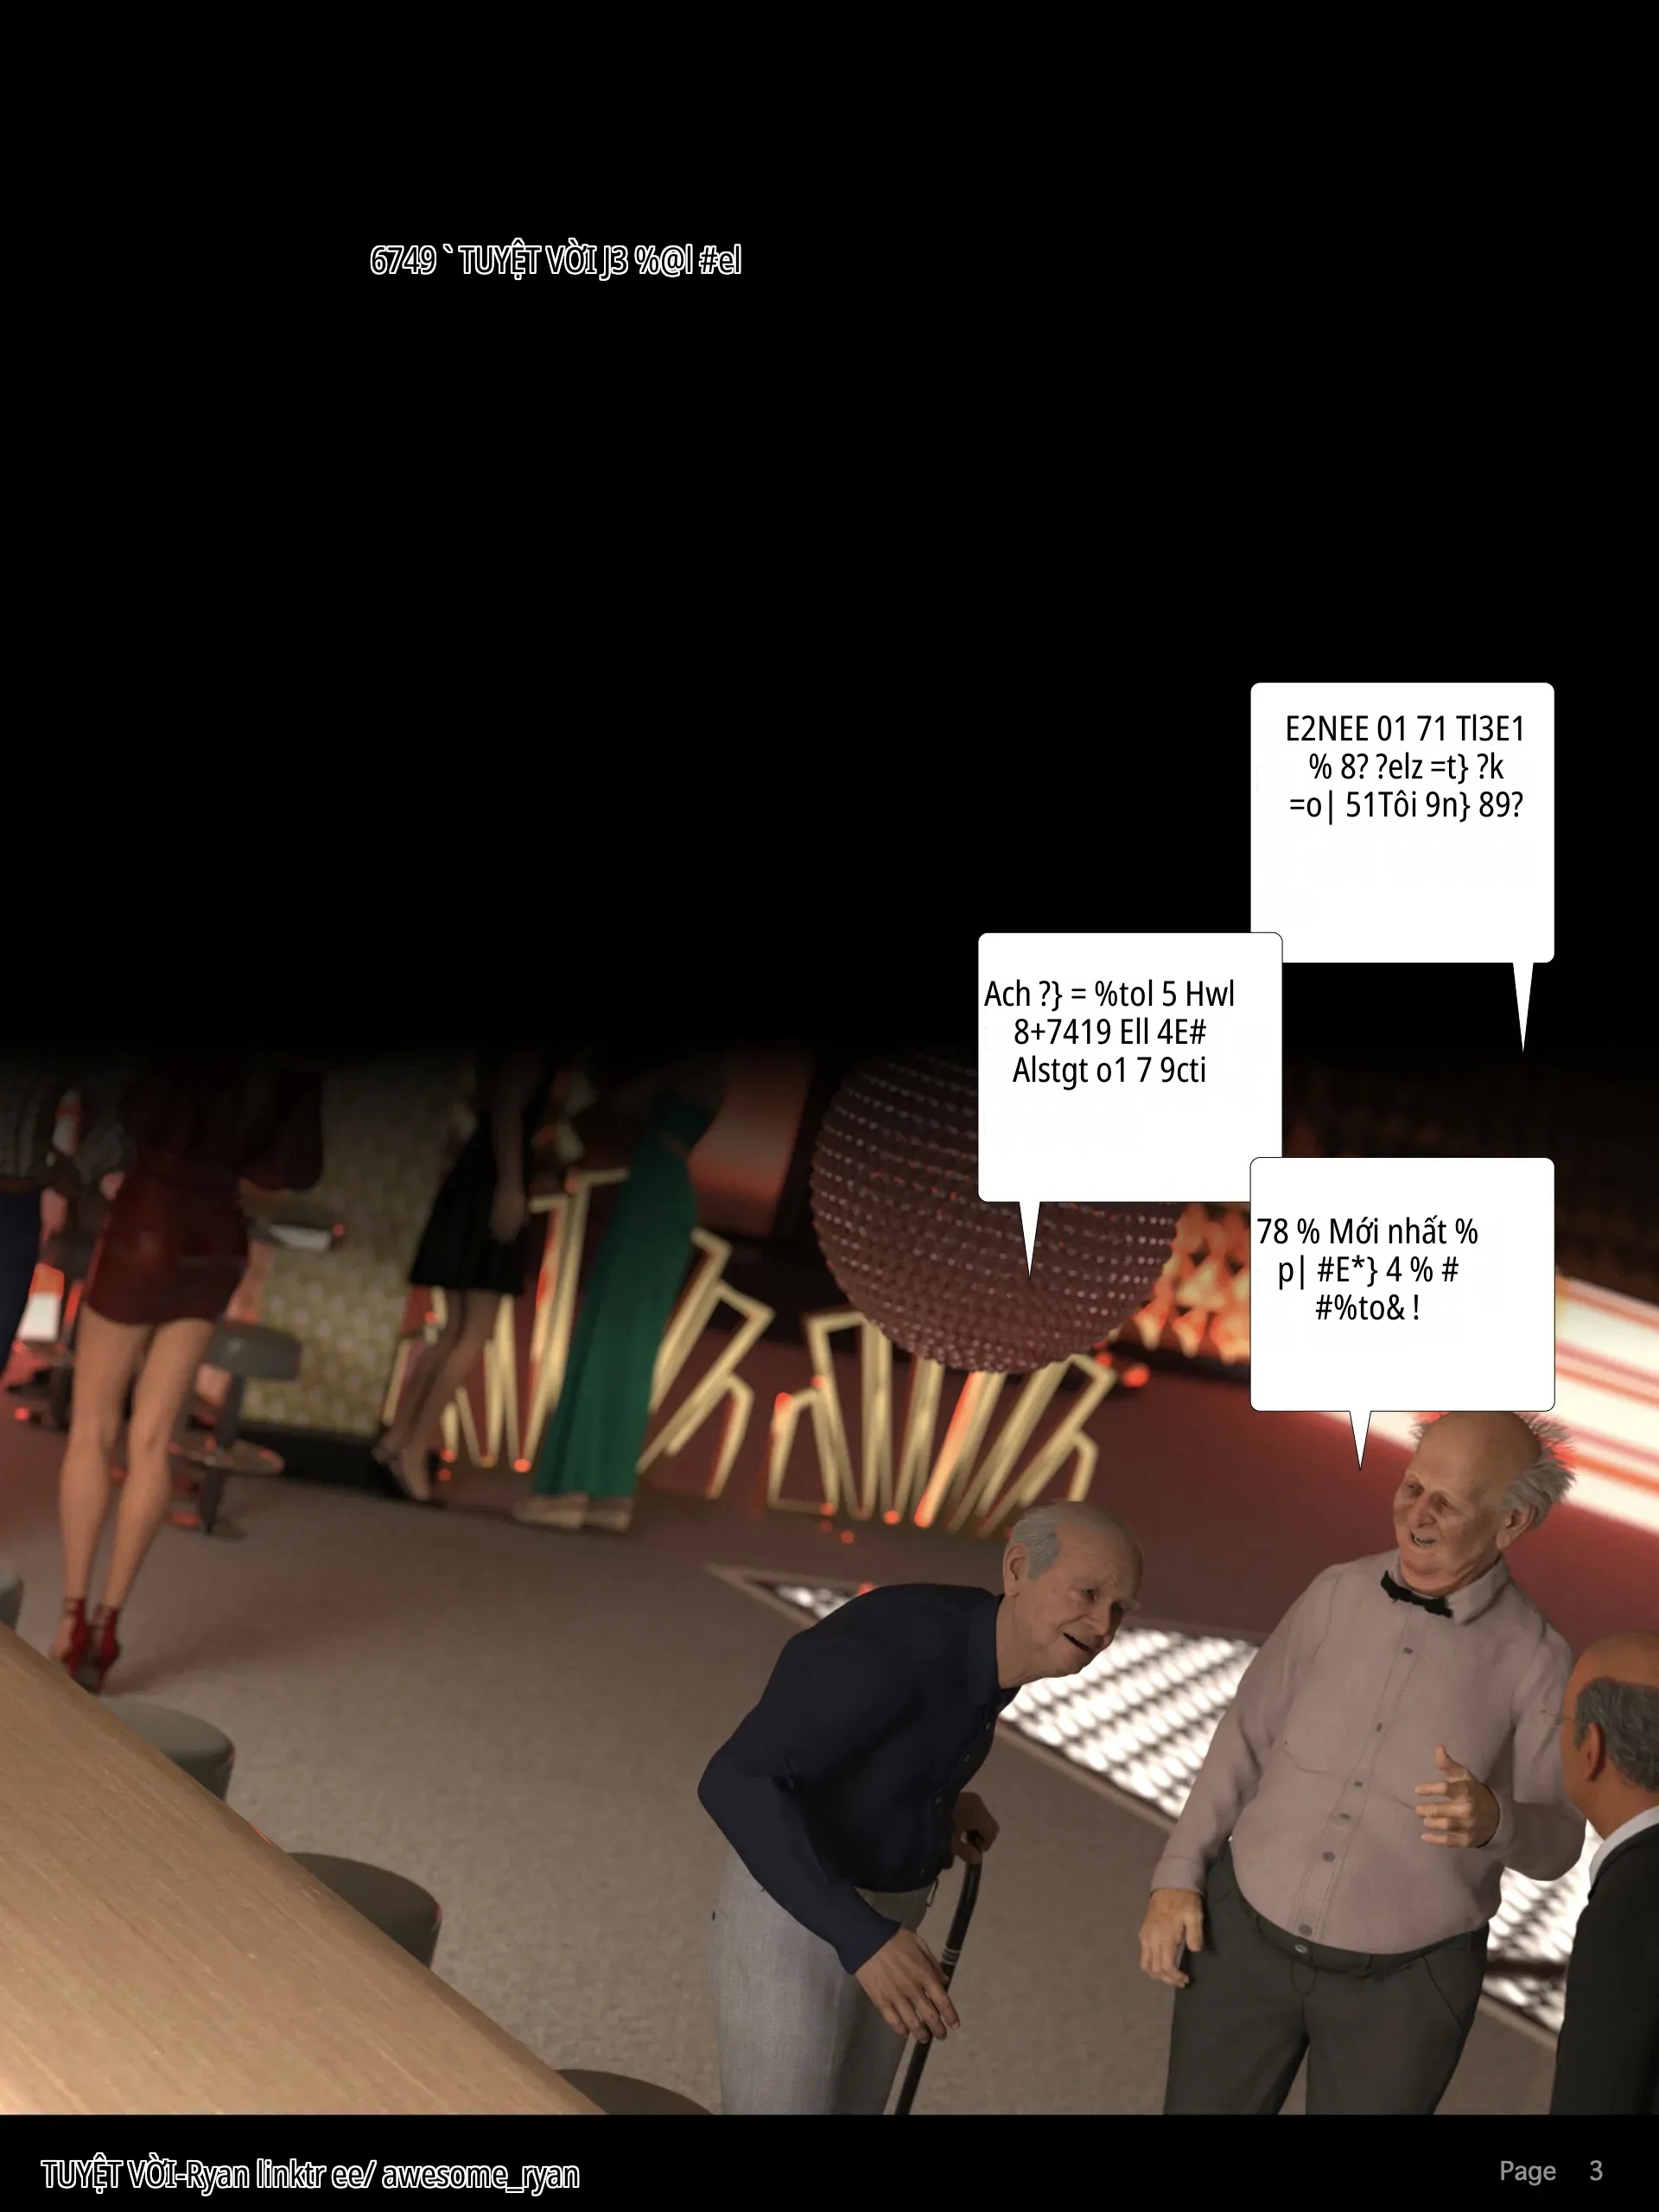 6749 ` TUYỆT VỜI J3 %@l #el
E2NEE 01 71 Tl3E1
% 8? ?elz =t} ?k
=o| 51Tôi 9n} 89?
Ach ?} = %tol 5 Hwl
8+7419 Ell 4E#
Alstgt o1 7 9cti
78 % Mới nhất %
p| #E*} 4 % #
#%to& !
TUYỆT VỜI-Ryan linktr ee/ awesome_ryan
Page 3